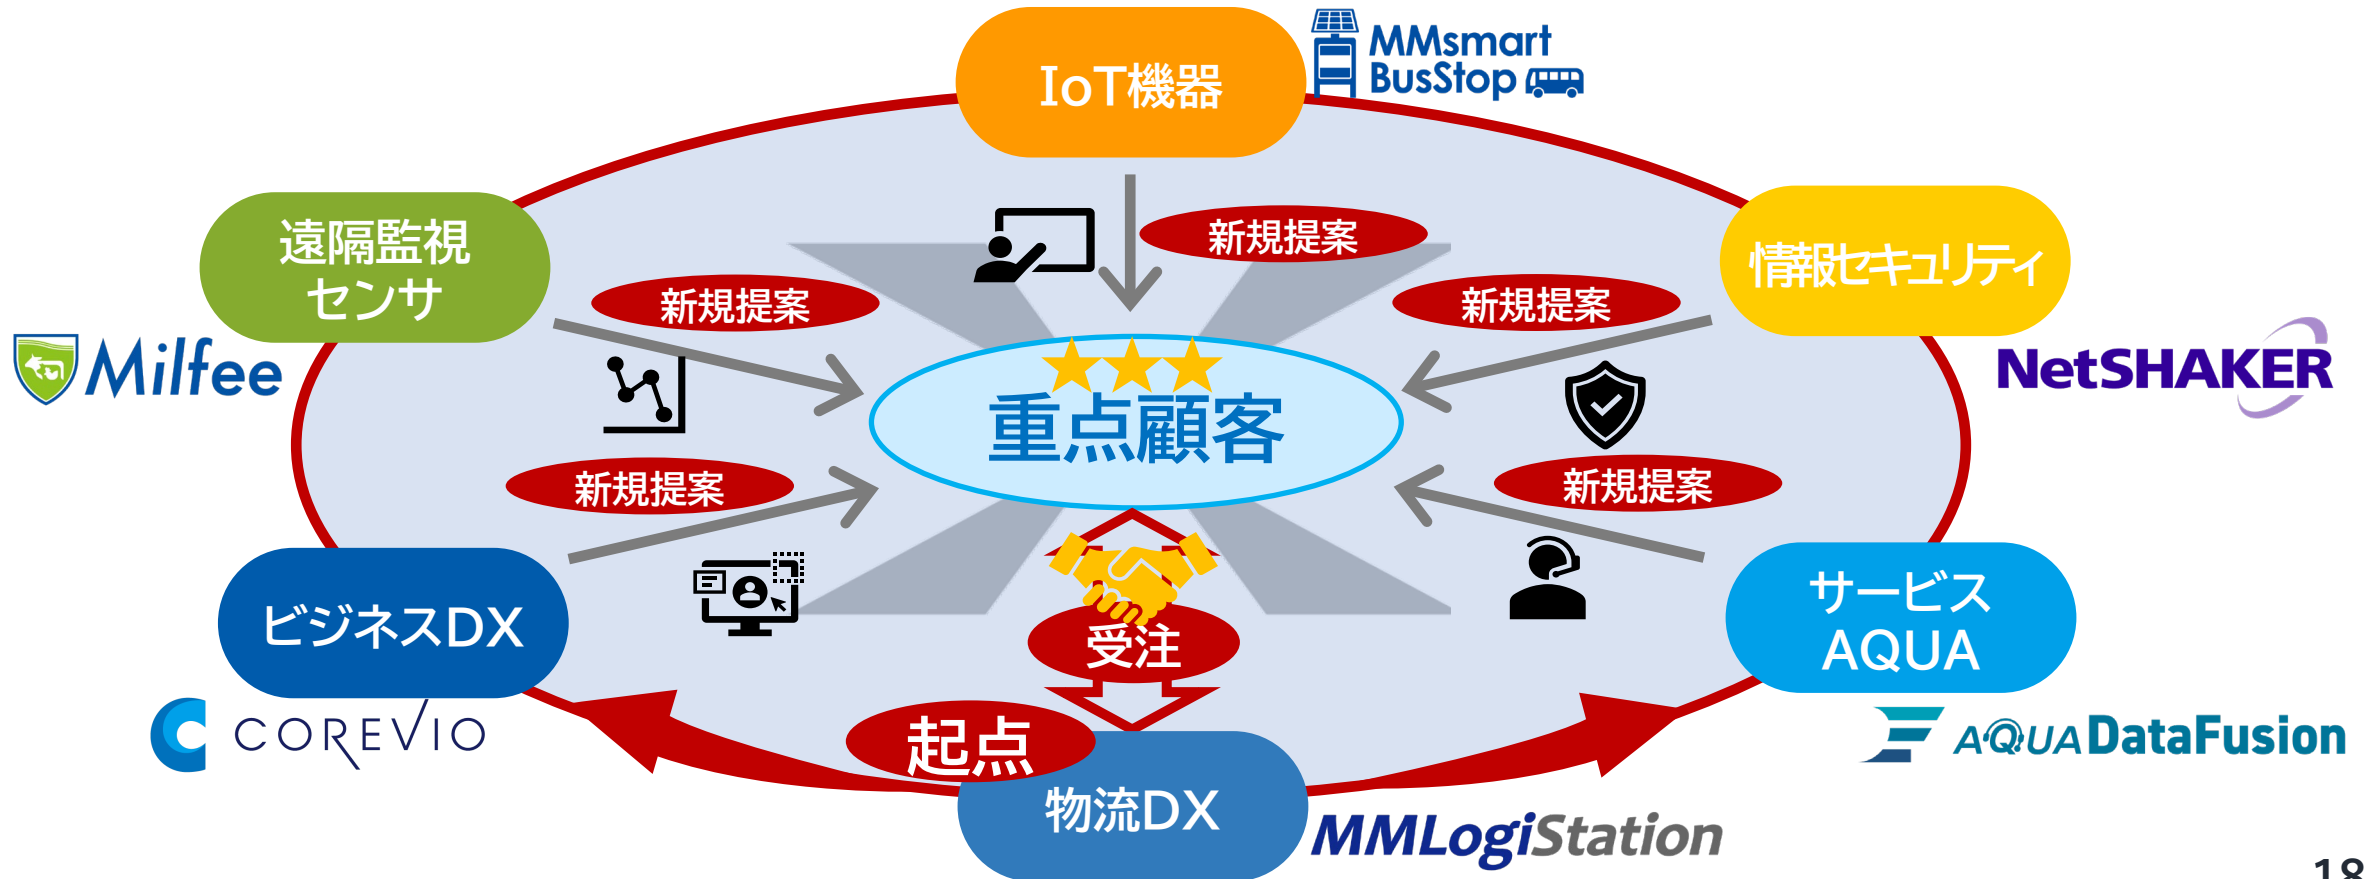 IoT機器
MMsmart
BusStop
遠隔監視
センサ
新規提案
情報セキュリティ
新規提案
新規提案
Milfee
NetSHAKER
重点顧客
新規提案
新規提案
ビジネスDX
受注
サービス
AQUA
COREVIO
起点
AQUA DataFusion
物流DX
MMLogiStation
18